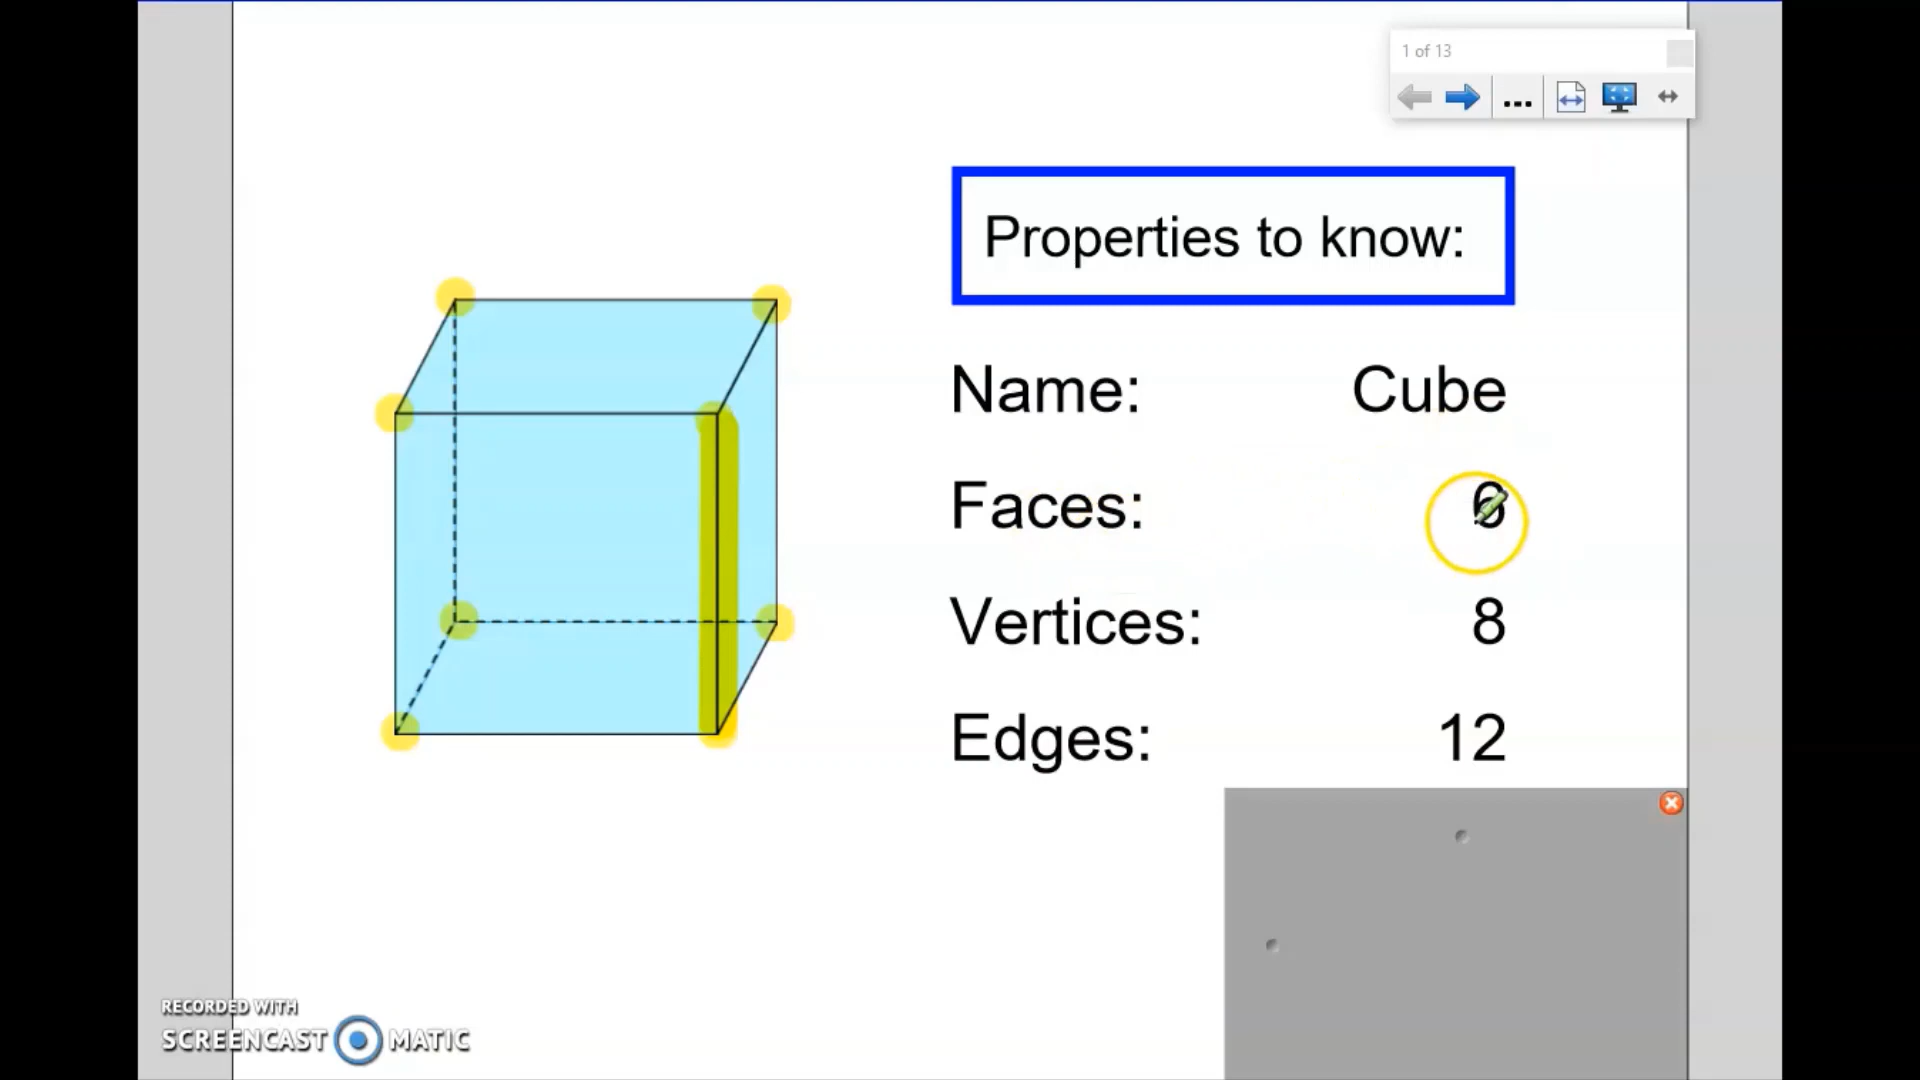 1 of 13
...
Properties to know:
Name: Cube
Faces: 6
Vertices: 8
Edges: 12
RECORDED WITH
SCREENCAST MATIC